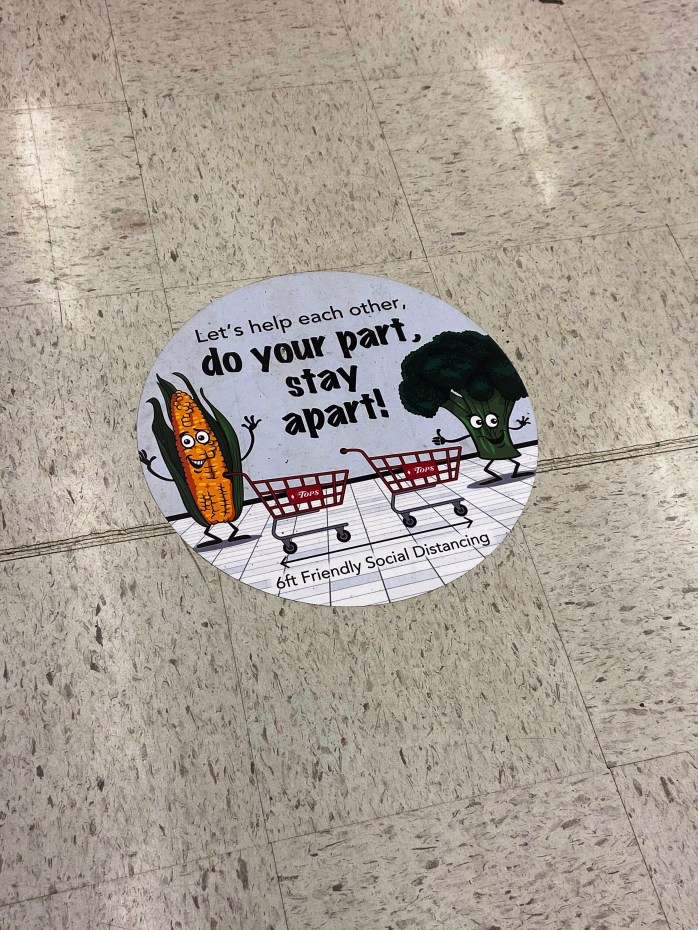 Let's help each other,
do your part,
stay
apart!
Tops
Tops
6ft Friendly Social Distancing